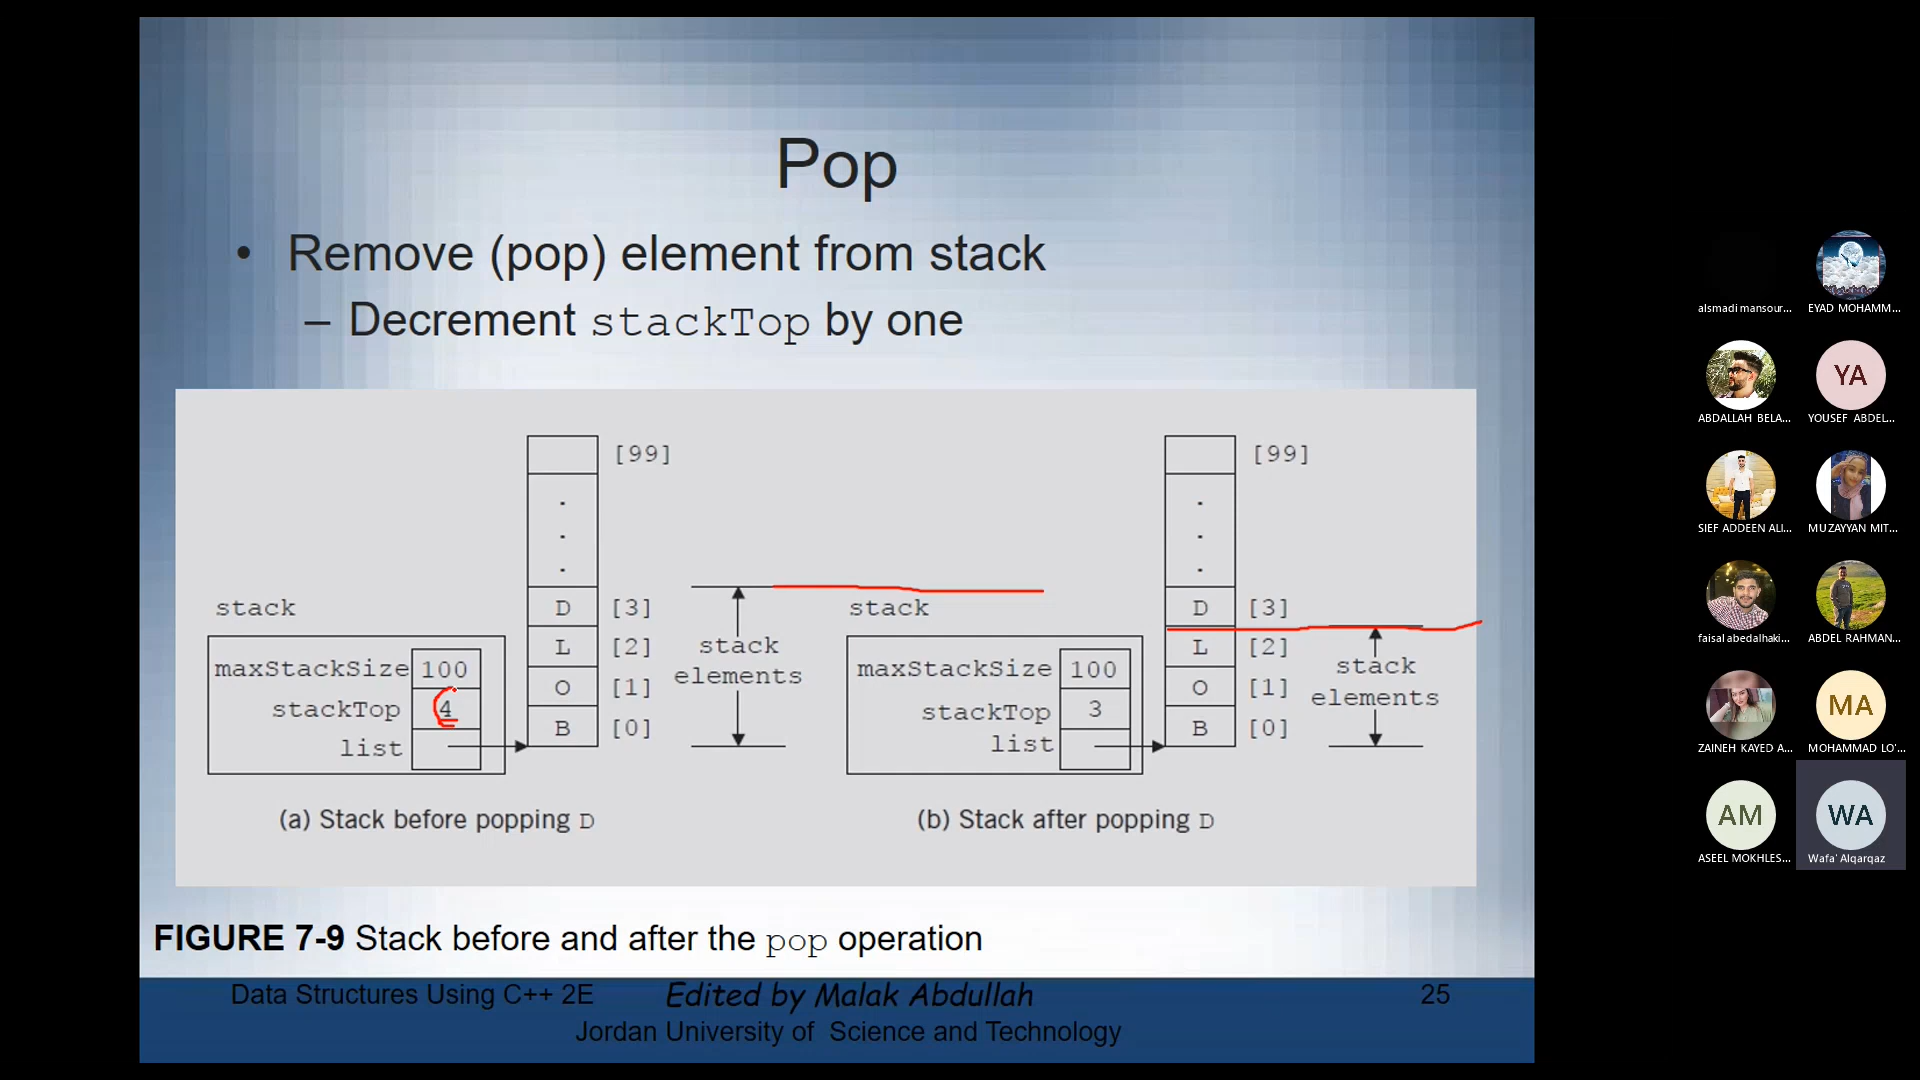 Pop
• Remove (pop) element from stack
– Decrement stackTop by one
[99]
.
.
.
D [3]
L [2]
O [1]
B [0]
stack
maxStackSize 100
stackTop 4
list
stack
elements
(a) Stack before popping D
[99]
.
.
.
D [3]
L [2]
O [1]
B [0]
stack
maxStackSize 100
stackTop 3
list
stack
elements
(b) Stack after popping D
FIGURE 7-9 Stack before and after the pop operation
Data Structures Using C++ 2E
Edited by Malak Abdullah
Jordan University of Science and Technology
25
alsmadi mansour...
EYAD MOHAMM...
ABDALLAH BELA...
YA
YOUSEF ABDEL...
SIEF ADDEEN ALI...
MUZAYYAN MIT...
faisal abedalhaki...
ABDEL RAHMAN...
ZAINEH KAYED A...
MA
MOHAMMAD LO'...
AM
ASEEL MOKHLES...
WA
Wafa' Alqarqaz